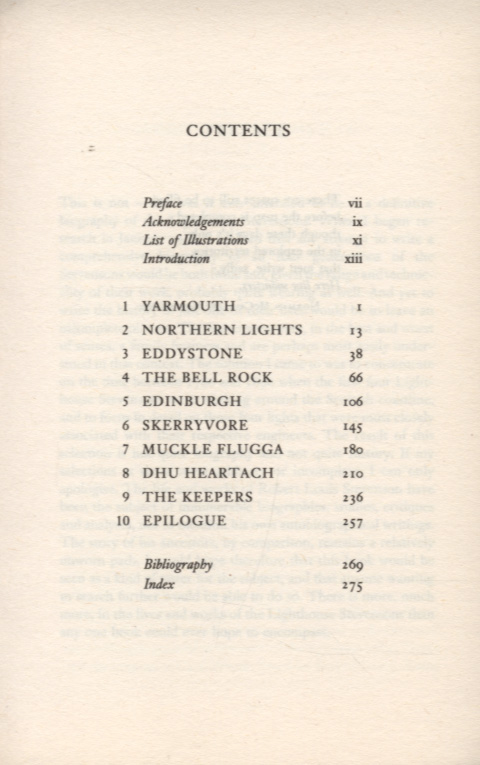 CONTENTS
Preface vii
Acknowledgements ix
List of Illustrations xi
Introduction xiii
1 YARMOUTH 1
2 NORTHERN LIGHTS 13
3 EDDYSTONE 38
4 THE BELL ROCK 66
5 EDINBURGH 106
6 SKERRYVORE 145
7 MUCKLE FLUGGA 180
8 DHU HEARTACH 210
9 THE KEEPERS 236
10 EPILOGUE 257
Bibliography 269
Index 275